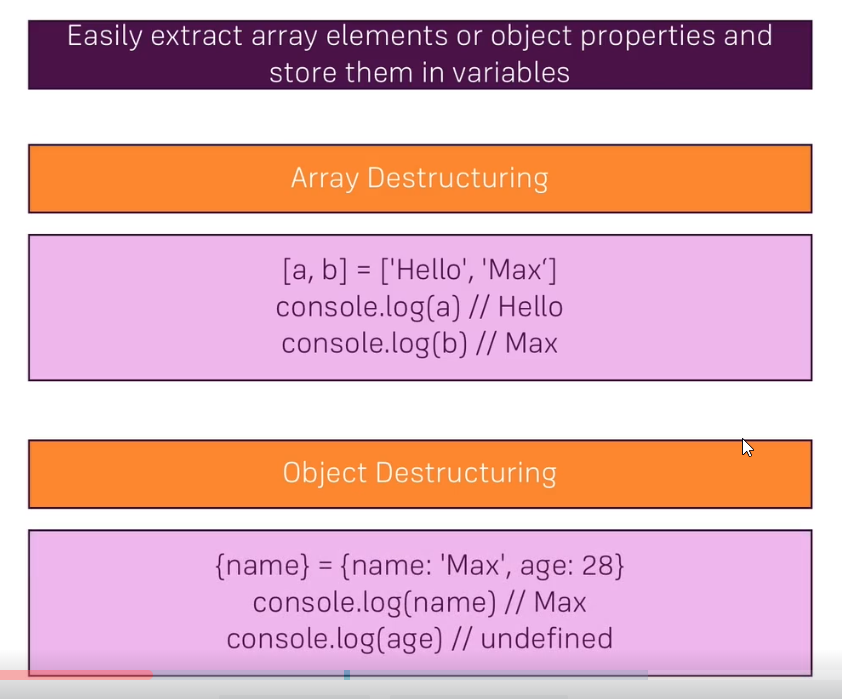 Easily extract array elements or object properties and
store them in variables
Array Destructuring
[a, b] = ['Hello', 'Max‘]
console.log(a) // Hello
console.log(b) // Max
Object Destructuring
{name} = {name: 'Max', age: 28}
console.log(name) // Max
console.log(age) // undefined